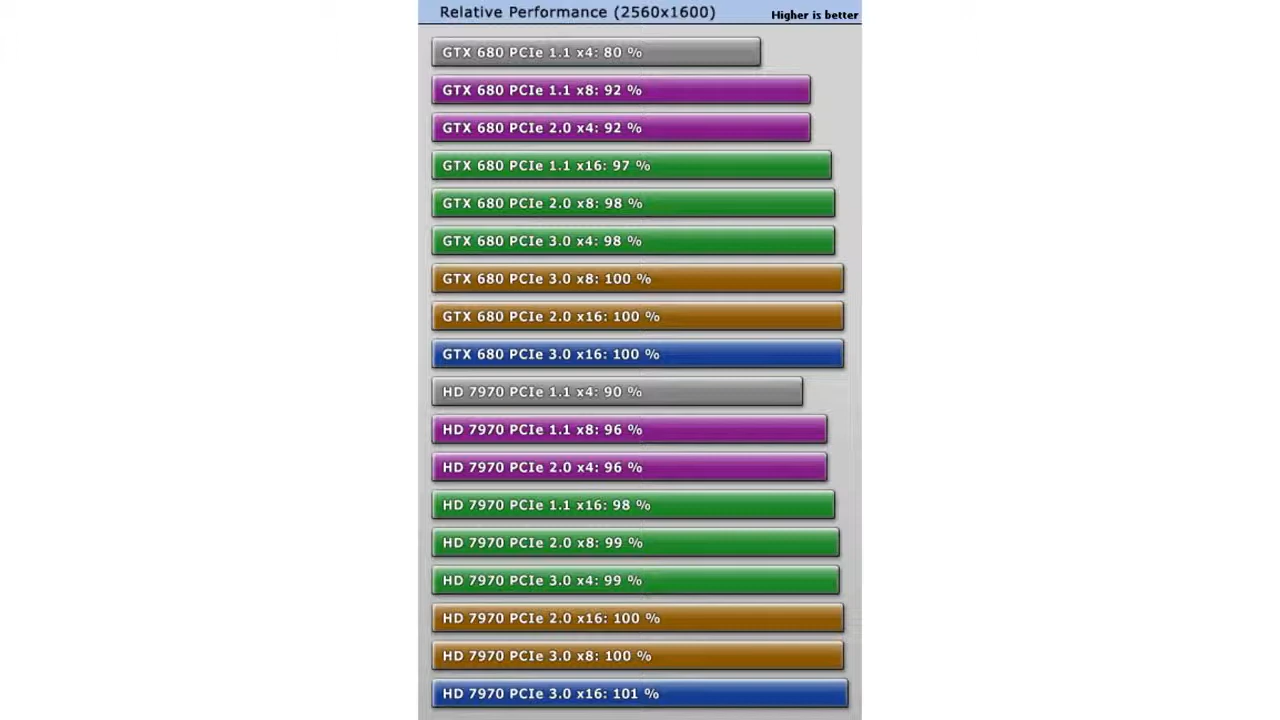 Relative Performance (2560x1600) Higher is better
GTX 680 PCIe 1.1 x4: 80 %
GTX 680 PCIe 1.1 x8: 92 %
GTX 680 PCIe 2.0 x4: 92 %
GTX 680 PCIe 1.1 x16: 97 %
GTX 680 PCIe 2.0 x8: 98 %
GTX 680 PCIe 3.0 x4: 98 %
GTX 680 PCIe 3.0 x8: 100 %
GTX 680 PCIe 2.0 x16: 100 %
GTX 680 PCIe 3.0 x16: 100 %
HD 7970 PCIe 1.1 x4: 90 %
HD 7970 PCIe 1.1 x8: 96 %
HD 7970 PCIe 2.0 x4: 96 %
HD 7970 PCIe 1.1 x16: 98 %
HD 7970 PCIe 2.0 x8: 99 %
HD 7970 PCIe 3.0 x4: 99 %
HD 7970 PCIe 2.0 x16: 100 %
HD 7970 PCIe 3.0 x8: 100 %
HD 7970 PCIe 3.0 x16: 101 %